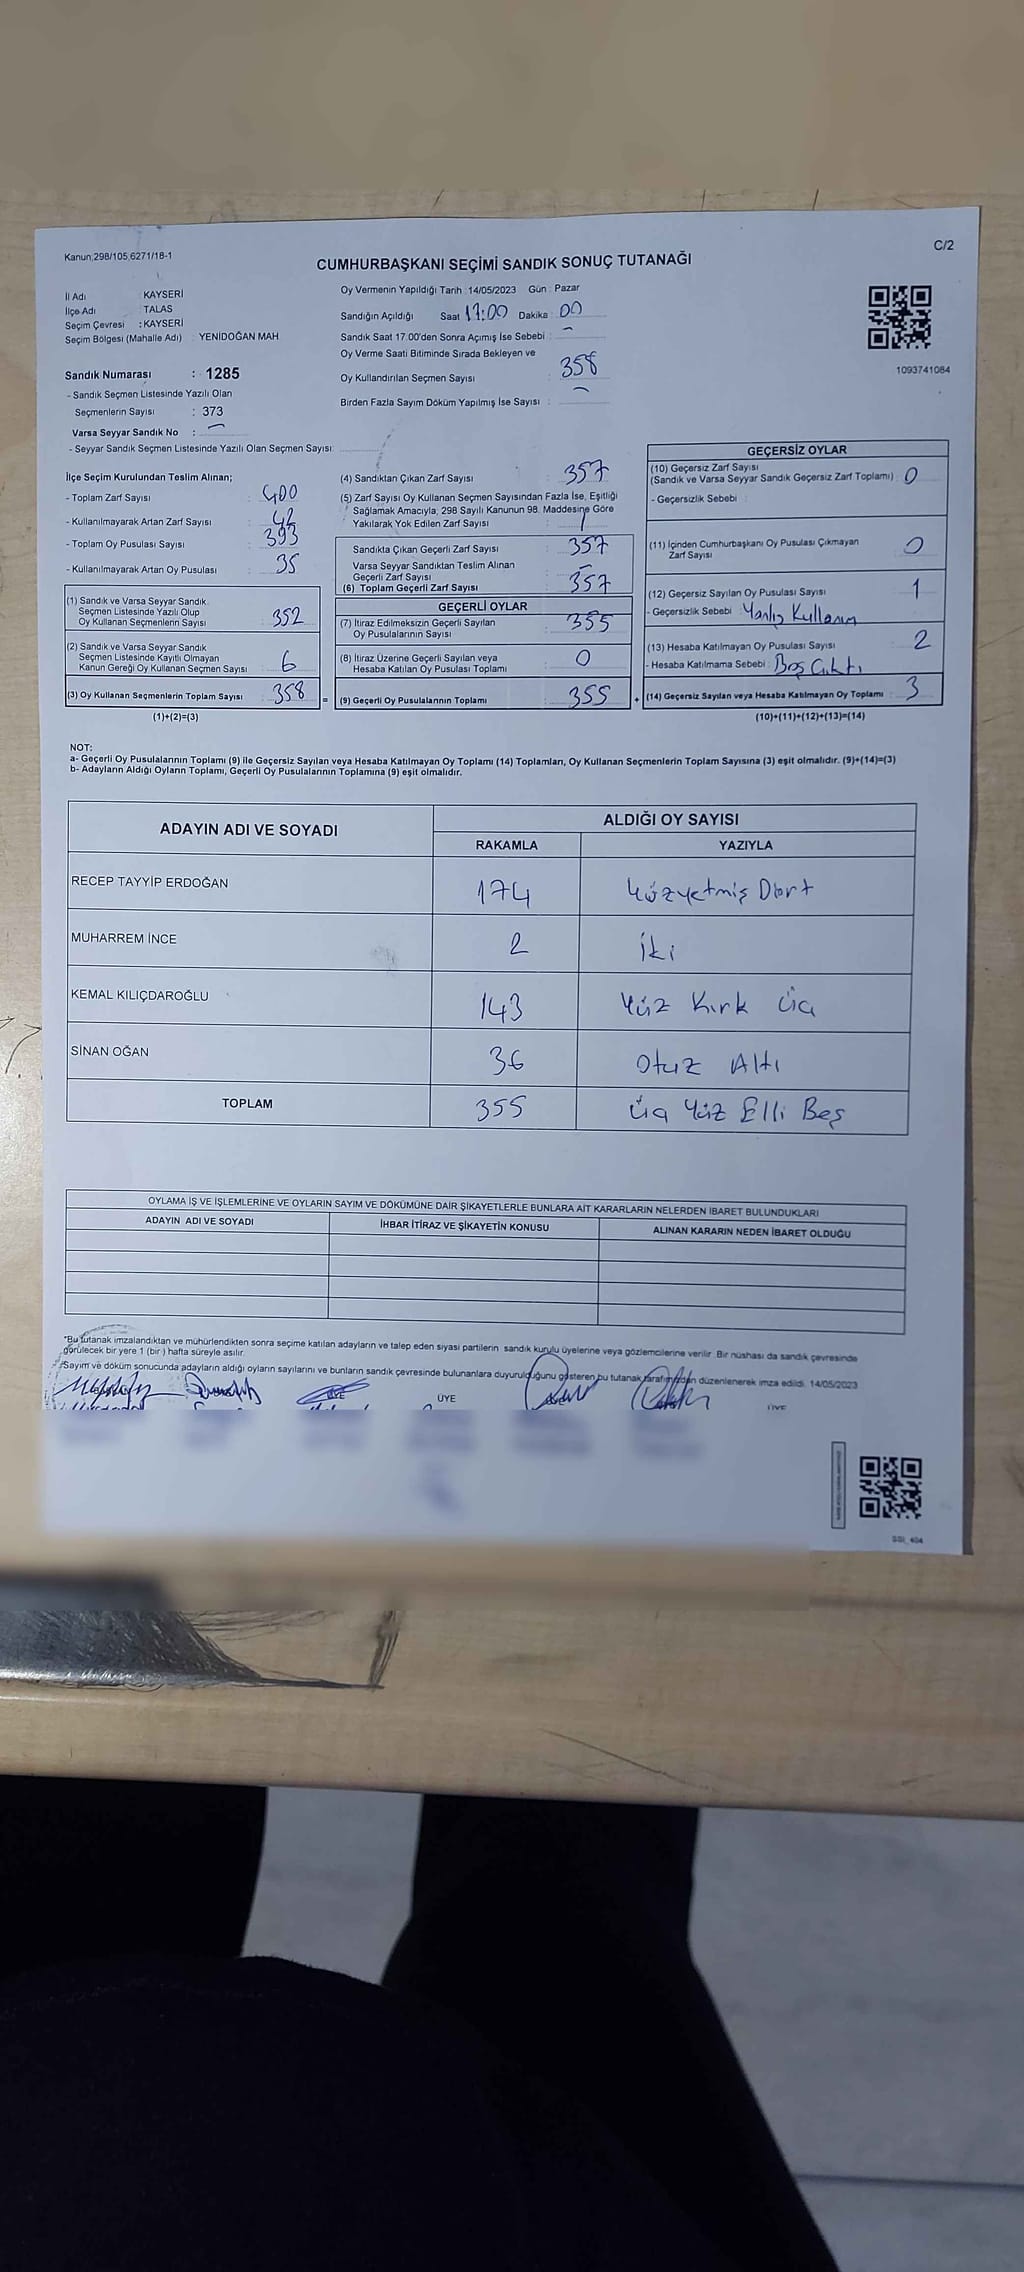 Kanun;298/105,6271/18-1
C/2
CUMHURBAŞKANI SEÇİMİ SANDIK SONUÇ TUTANAĞI
İl Adı : KAYSERİ
İlçe Adı : TALAS
Seçim Çevresi : KAYSERİ
Seçim Bölgesi (Mahalle Adı) : YENİDOĞAN MAH
Sandık Numarası : 1285
- Sandık Seçmen Listesinde Yazılı Olan
Seçmenlerin Sayısı : 373
Varsa Seyyar Sandık No : -
- Seyyar Sandık Seçmen Listesinde Yazılı Olan Seçmen Sayısı:
Oy Vermenin Yapıldığı Tarih : 14/05/2023 Gün : Pazar
Sandığın Açıldığı Saat 17:00 Dakika : 00
Sandık Saat 17.00'den Sonra Açımış İse Sebebi : -
Oy Verme Saati Bitiminde Sırada Bekleyen ve
Oy Kullandırılan Seçmen Sayısı : 358
Birden Fazla Sayım Döküm Yapılmış İse Sayısı : -
1093741084
İlçe Seçim Kurulundan Teslim Alınan;
- Toplam Zarf Sayısı : 400
- Kullanılmayarak Artan Zarf Sayısı : 42
- Toplam Oy Pusulası Sayısı : 393
- Kullanılmayarak Artan Oy Pusulası : 35
(1) Sandık ve Varsa Seyyar Sandık
Seçmen Listesinde Yazılı Olup
Oy Kullanan Seçmenlerin Sayısı : 352
(2) Sandık ve Varsa Seyyar Sandık
Seçmen Listesinde Kayıtlı Olmayan
Kanun Gereği Oy Kullanan Seçmen Sayısı : 6
(3) Oy Kullanan Seçmenlerin Toplam Sayısı : 358 =
(1)+(2)=(3)
(4) Sandıktan Çıkan Zarf Sayısı : 357
(5) Zarf Sayısı Oy Kullanan Seçmen Sayısından Fazla İse, Eşitliği
Sağlamak Amacıyla, 298 Sayılı Kanunun 98. Maddesine Göre
Yakılarak Yok Edilen Zarf Sayısı :
Sandıkta Çıkan Geçerli Zarf Sayısı : 357
Varsa Seyyar Sandıktan Teslim Alınan
Geçerli Zarf Sayısı : -
(6) Toplam Geçerli Zarf Sayısı : 357
GEÇERLİ OYLAR
(7) İtiraz Edilmeksizin Geçerli Sayılan
Oy Pusulalarının Sayısı : 355
(8) İtiraz Üzerine Geçerli Sayılan veya
Hesaba Katılan Oy Pusulası Toplamı : 0
(9) Geçerli Oy Pusulalarının Toplamı : 355 +
GEÇERSİZ OYLAR
(10) Geçersiz Zarf Sayısı
(Sandık ve Varsa Seyyar Sandık Geçersiz Zarf Toplamı) : 0
- Geçersizlik Sebebi :
(11) İçinden Cumhurbaşkanı Oy Pusulası Çıkmayan
Zarf Sayısı : 0
(12) Geçersiz Sayılan Oy Pusulası Sayısı : 1
- Geçersizlik Sebebi : Yanlış Kullanım
(13) Hesaba Katılmayan Oy Pusulası Sayısı : 2
- Hesaba Katılmama Sebebi : Boş Çıktı
(14) Geçersiz Sayılan veya Hesaba Katılmayan Oy Toplamı : 3
(10)+(11)+(12)+(13)=(14)
NOT:
a- Geçerli Oy Pusulalarının Toplamı (9) ile Geçersiz Sayılan veya Hesaba Katılmayan Oy Toplamı (14) Toplamları, Oy Kullanan Seçmenlerin Toplam Sayısına (3) eşit olmalıdır. (9)+(14)=(3)
b- Adayların Aldığı Oyların Toplamı, Geçerli Oy Pusulalarının Toplamına (9) eşit olmalıdır.
ADAYIN ADI VE SOYADI
ALDIĞI OY SAYISI
RAKAMLA YAZIYLA
RECEP TAYYİP ERDOĞAN 174 Yüzyetmiş Dört
MUHARREM İNCE 2 İki
KEMAL KILIÇDAROĞLU 143 Yüz Kırk Üç
SİNAN OĞAN 36 Otuz Altı
TOPLAM 355 Üç Yüz Elli Beş
OYLAMA İŞ VE İŞLEMLERİNE VE OYLARIN SAYIM VE DÖKÜMÜNE DAİR ŞİKAYETLERLE BUNLARA AİT KARARLARIN NELERDEN İBARET BULUNDUKLARI
ADAYIN ADI VE SOYADI İHBAR İTİRAZ VE ŞİKAYETİN KONUSU ALINAN KARARIN NEDEN İBARET OLDUĞU
*Bu tutanak imzalandıktan ve mühürlendikten sonra seçime katılan adayların ve talep eden siyasi partilerin sandık kurulu üyelerine veya gözlemcilerine verilir. Bir nüshası da sandık çevresinde
görülecek bir yere 1 (bir) hafta süreyle asılır.
Sayım ve döküm sonucunda adayların aldığı oyların sayılarını ve bunların sandık çevresinde bulunanlara duyurulduğunu gösteren bu tutanak tarafımızdan düzenlenerek imza edildi. 14/05/2023
ÜYE ÜYE ÜYE
SSI_404